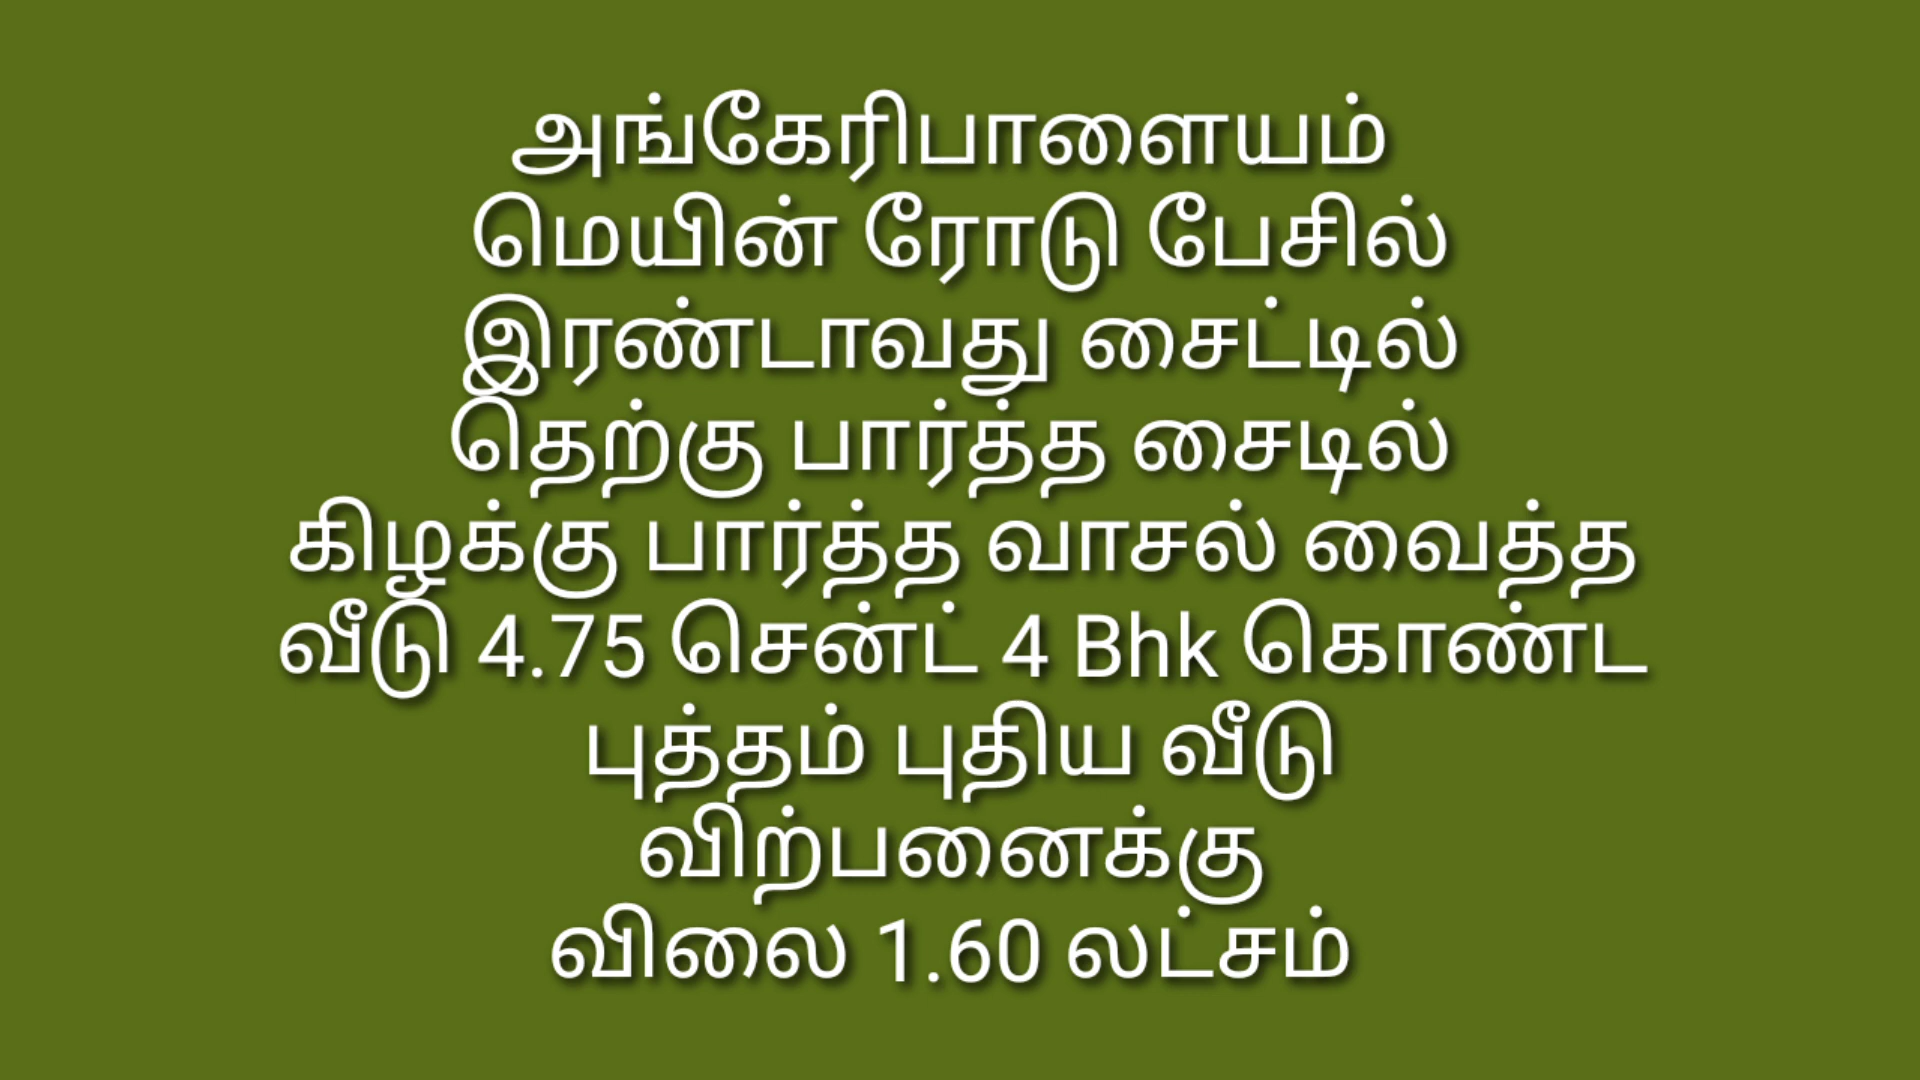 அங்கேரிபாளையம்
மெயின் ரோடு பேசில்
இரண்டாவது சைட்டில்
தெற்கு பார்த்த சைடில்
கிழக்கு பார்த்த வாசல் வைத்த
வீடு 4.75 சென்ட் 4 Bhk கொண்ட
புத்தம் புதிய வீடு
விற்பனைக்கு
விலை 1.60 லட்சம்